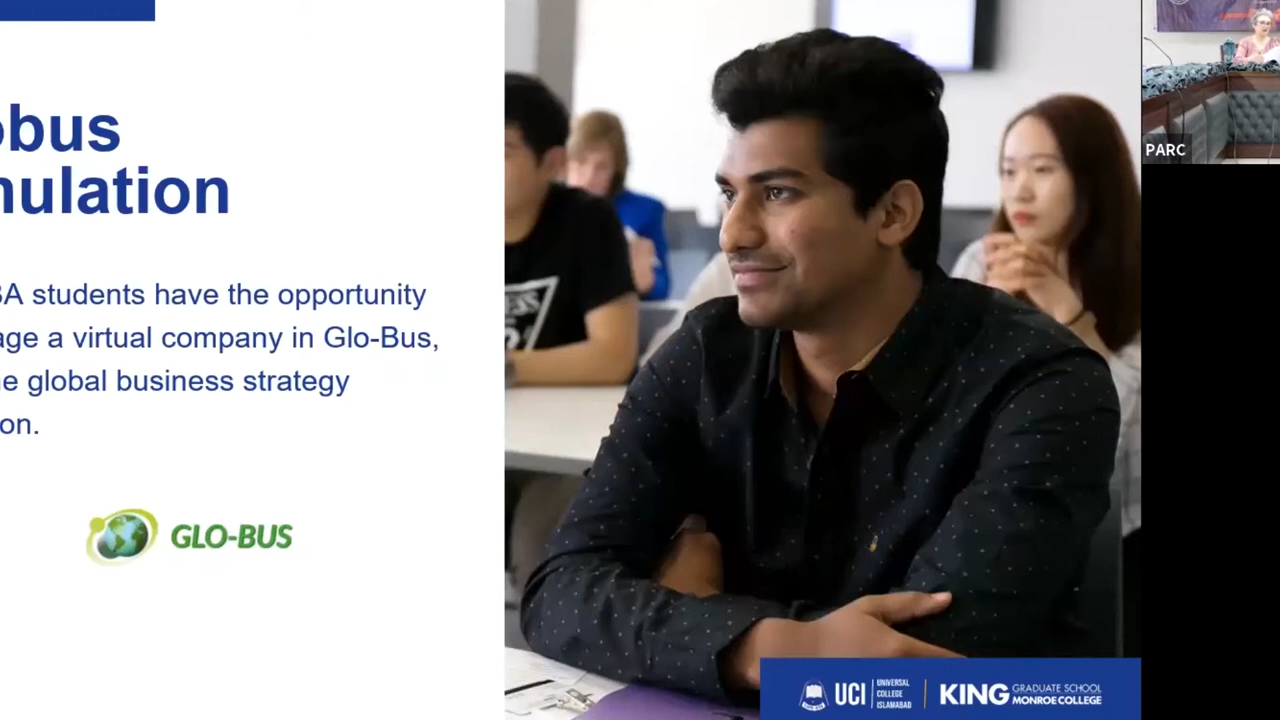 obus
nulation
BA students have the opportunity
age a virtual company in Glo-Bus,
e global business strategy
on.
GLO-BUS
PARC
UCI
UNIVERSAL
COLLEGE
ISLAMABAD
KING
GRADUATE SCHOOL
MONROE COLLEGE